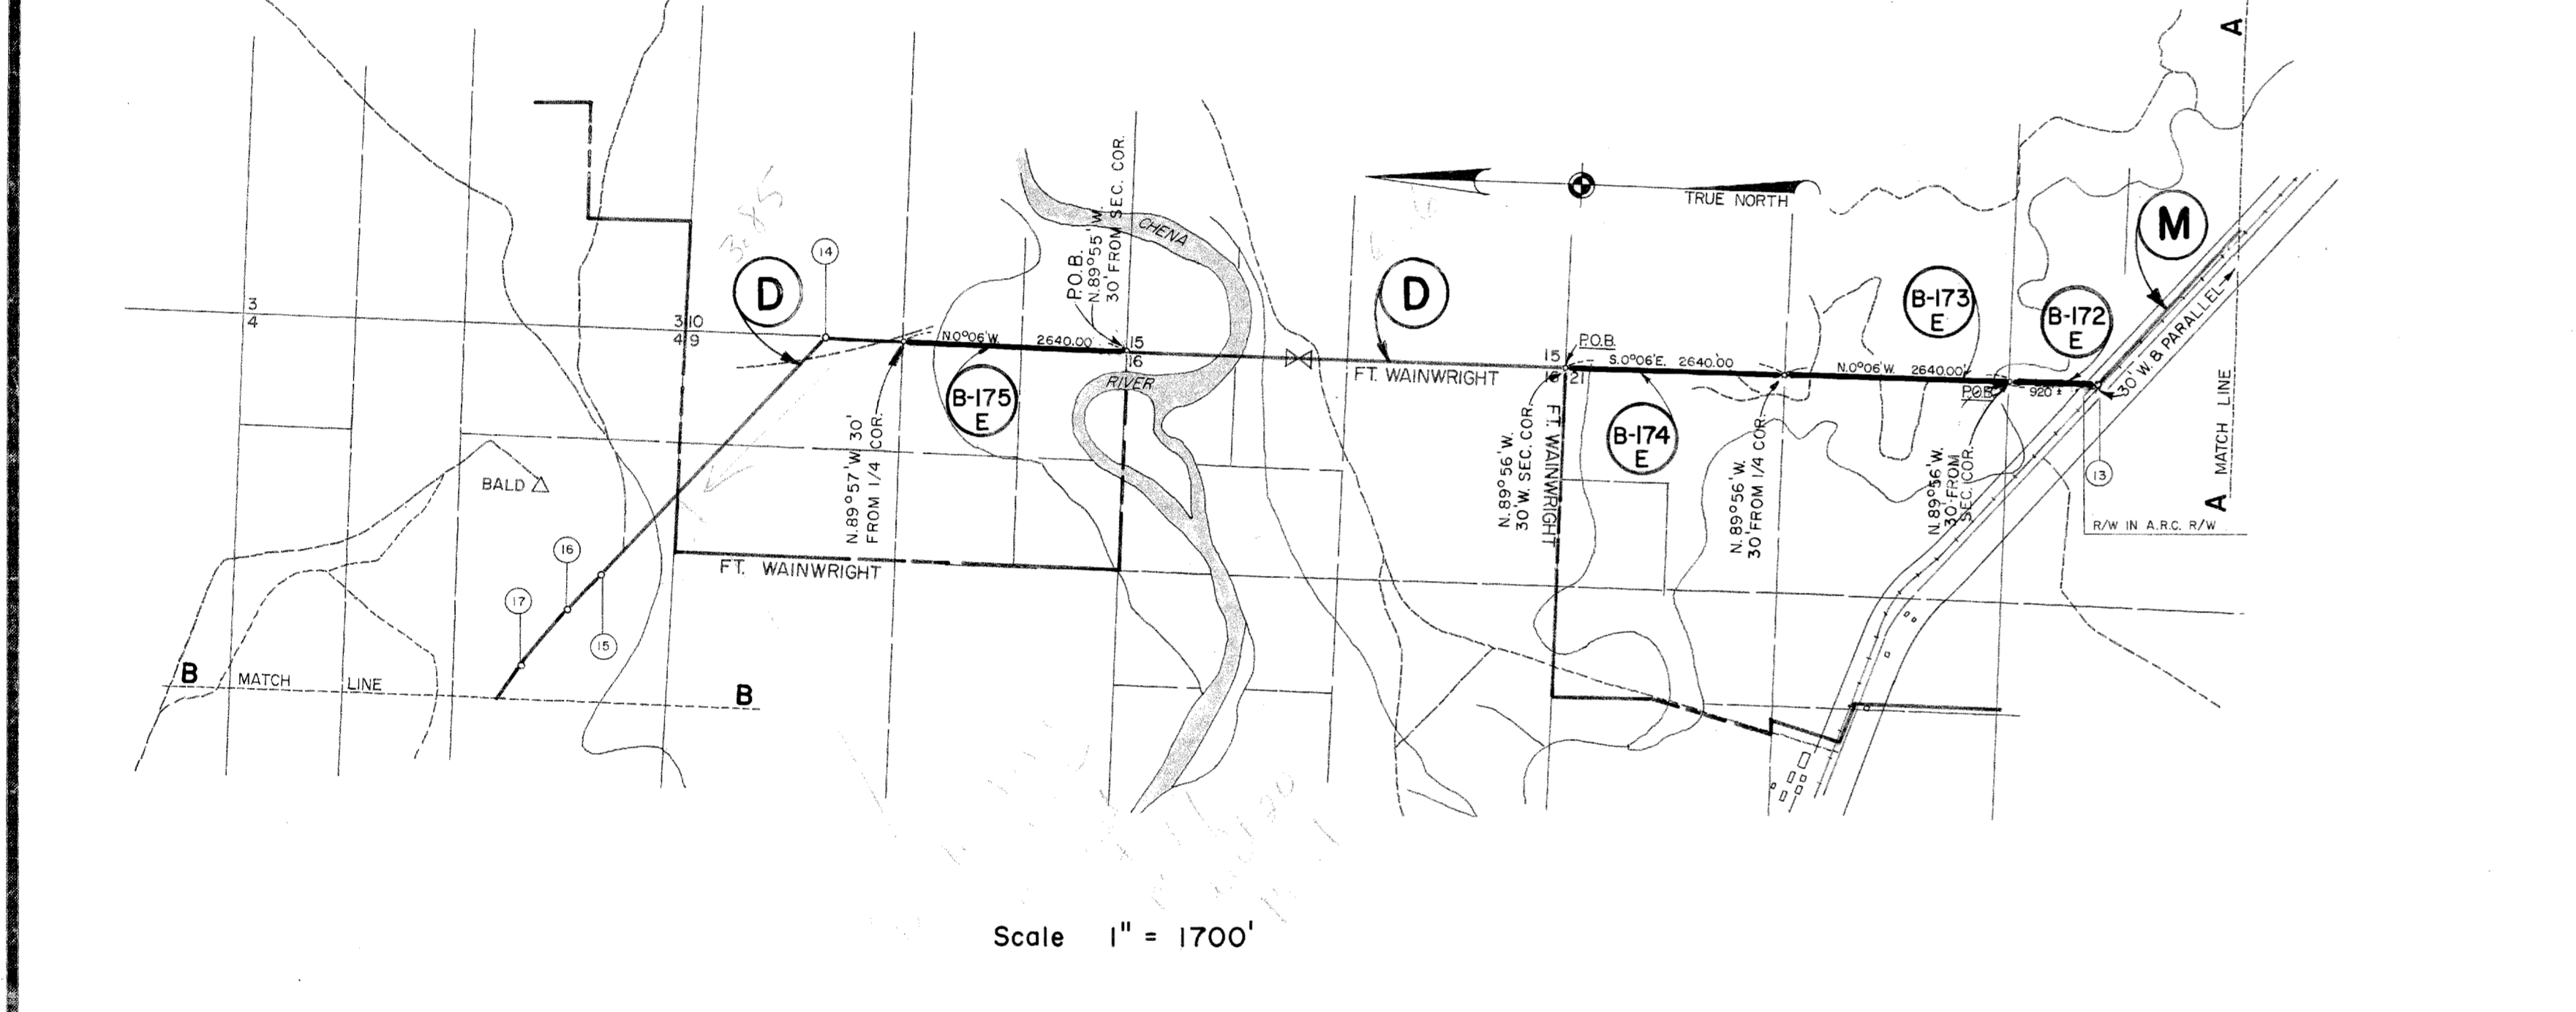 A
3.85
TRUE NORTH
CHENA
M
14
D
P.O.B.
N.89°55' W.
30' FROM SEC. COR.
D
B-173
E
B-172
E
3
4
3 10
4 9
N.0°06'W. 2640.00'
15
16
RIVER
FT. WAINWRIGHT
15
16 21
P.O.B.
S.0°06'E. 2640.00'
N.0°06'W. 2640.00'
P.O.B.
920'±
30' W. & PARALLEL
MATCH LINE
A
B-175
E
B-174
E
N.89°57'W 30'
FROM 1/4 COR.
N.89°56'W.
30' W. SEC. COR.
FT. WAINWRIGHT
N.89°56'W.
30' FROM 1/4 COR.
N.89°56'W.
30' FROM
SEC. COR.
13
R/W IN A.R.C. R/W
BALD
16
17
15
FT. WAINWRIGHT
B MATCH LINE B
Scale 1" = 1700'